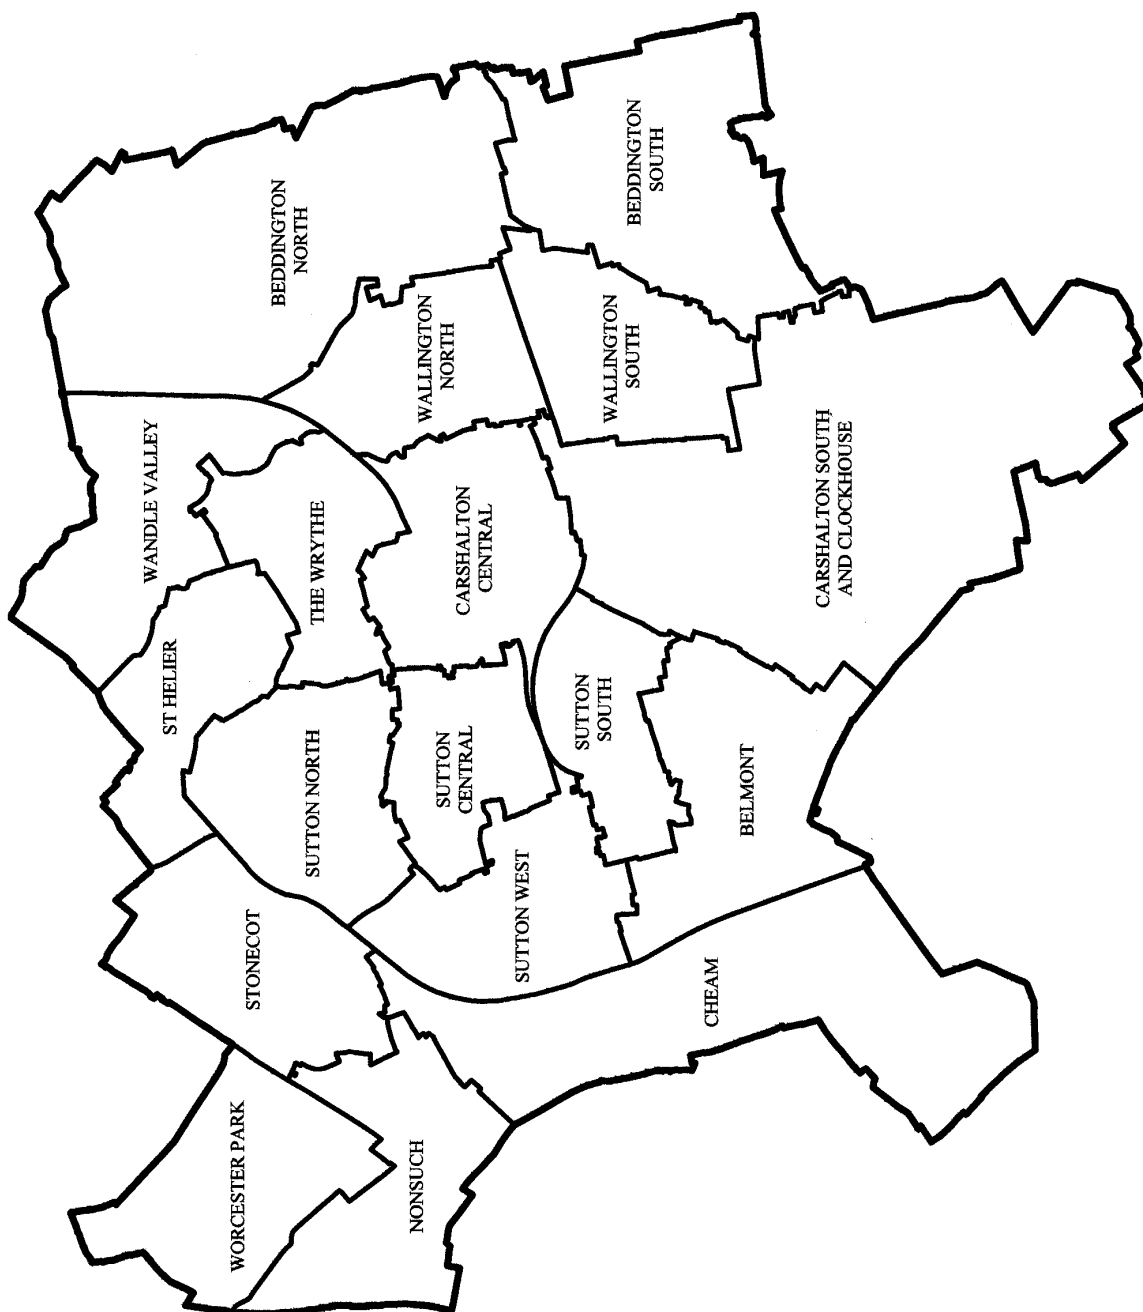 WORCESTER PARK
NONSUCH
STONECOT
CHEAM
SUTTON WEST
SUTTON NORTH
SUTTON
CENTRAL
ST HELIER
SUTTON
SOUTH
BELMONT
THE WRYTHE
CARSHALTON
CENTRAL
WANDLE VALLEY
CARSHALTON SOUTH
AND CLOCKHOUSE
WALLINGTON
NORTH
WALLINGTON
SOUTH
BEDDINGTON
NORTH
BEDDINGTON
SOUTH